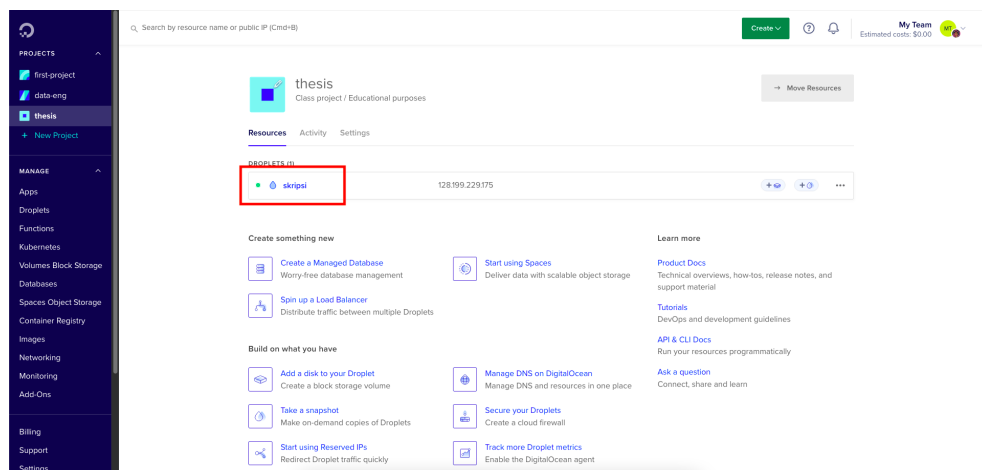 Search by resource name or public IP (Cmd+B)
Create
My Team
Estimated costs: $0.00
MT
PROJECTS
first-project
data-eng
thesis
+ New Project
MANAGE
Apps
Droplets
Functions
Kubernetes
Volumes Block Storage
Databases
Spaces Object Storage
Container Registry
Images
Networking
Monitoring
Add-Ons
Billing
Support
Settings
thesis
Class project / Educational purposes
→ Move Resources
Resources Activity Settings
DROPLETS (1)
skripsi 128.199.229.175
Create something new
Create a Managed Database
Worry-free database management
Start using Spaces
Deliver data with scalable object storage
Spin up a Load Balancer
Distribute traffic between multiple Droplets
Build on what you have
Add a disk to your Droplet
Create a block storage volume
Manage DNS on DigitalOcean
Manage DNS and resources in one place
Take a snapshot
Make on-demand copies of Droplets
Secure your Droplets
Create a cloud firewall
Start using Reserved IPs
Redirect Droplet traffic quickly
Track more Droplet metrics
Enable the DigitalOcean agent
Learn more
Product Docs
Technical overviews, how-tos, release notes, and
support material
Tutorials
DevOps and development guidelines
API & CLI Docs
Run your resources programmatically
Ask a question
Connect, share and learn